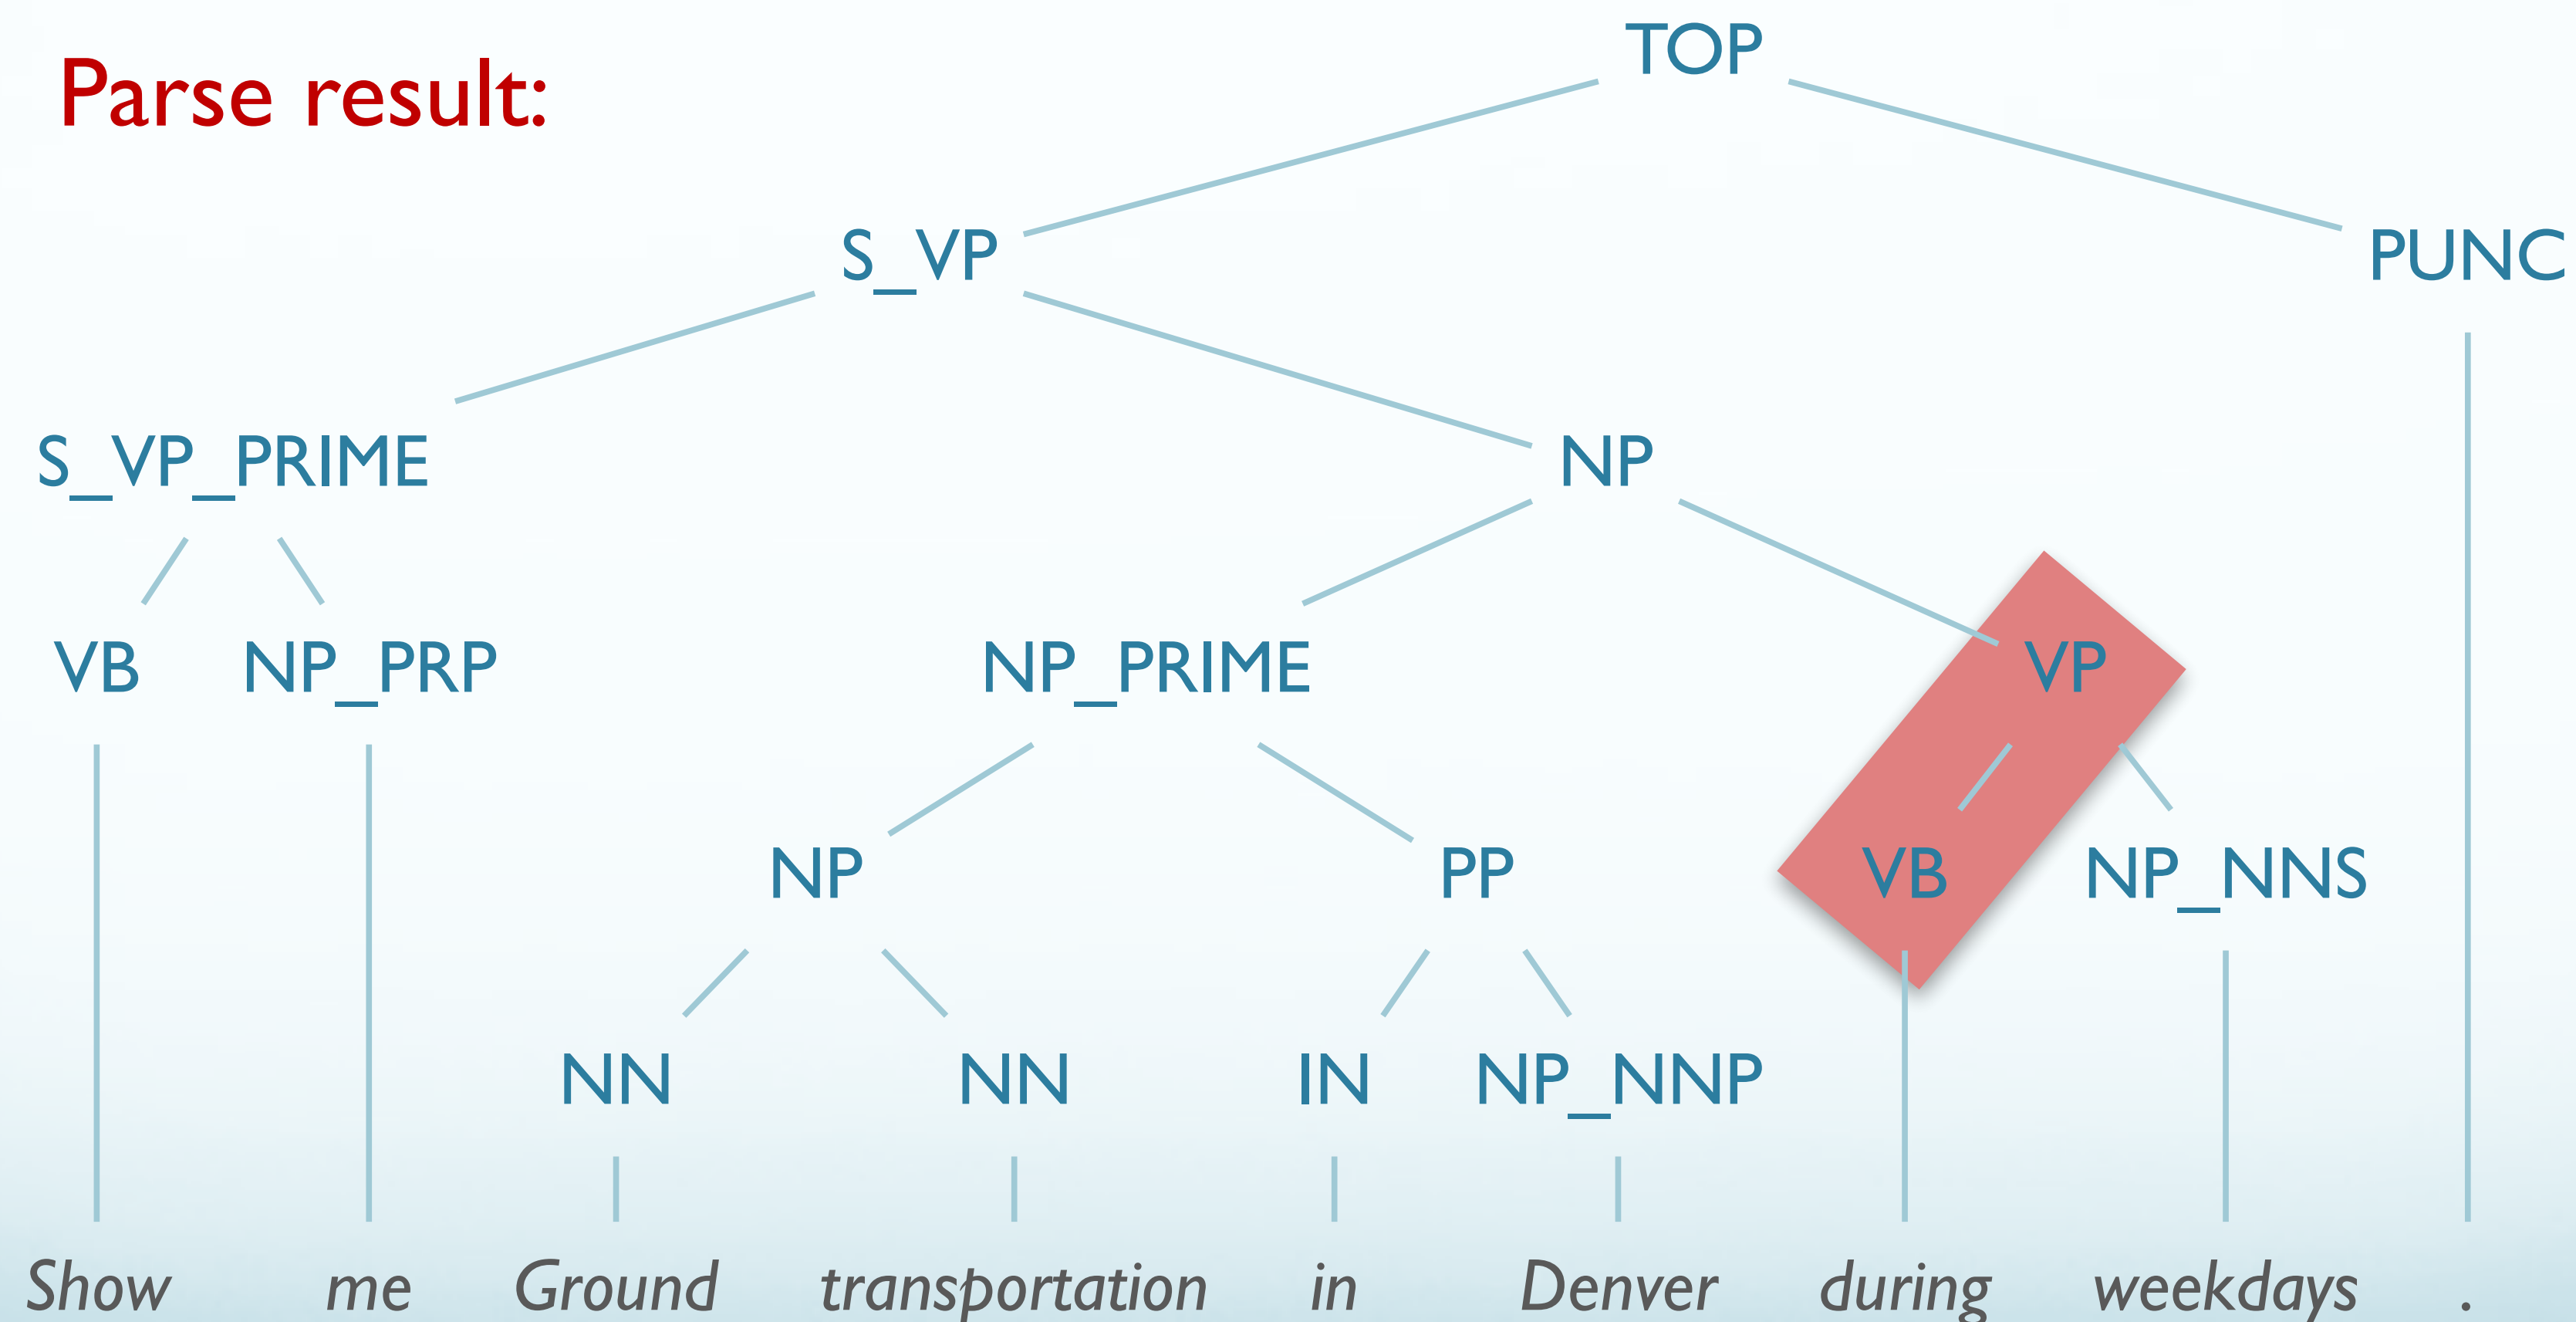 Parse result:
TOP
S_VP PUNC
S_VP_PRIME NP
VB NP_PRP NP_PRIME VP
NP PP VB NP_NNS
NN NN IN NP_NNP
Show me Ground transportation in Denver during weekdays .